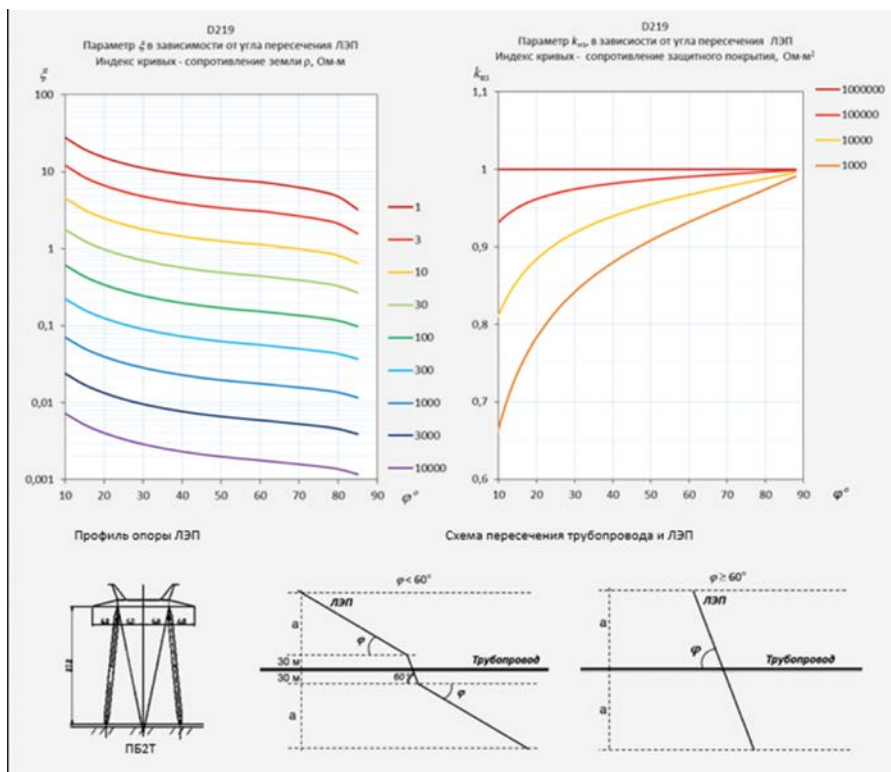 D219
Параметр ξ в зависимости от угла пересечения ЛЭП
Индекс кривых - сопротивление земли ρ, Ом·м
ξ
100
10
1
0,1
0,01
0,001
10 20 30 40 50 60 70 80 90
φ°
1
3
10
30
100
300
1000
3000
10000
D219
Параметр kиз, в зависиости от угла пересечения ЛЭП
Индекс кривых - сопротивление защитного покрытия, Ом·м²
kиз
1,1
1
0,9
0,8
0,7
0,6
10 20 30 40 50 60 70 80 90
φ°
1000000
100000
10000
1000
Профиль опоры ЛЭП
ПБ2Т
Схема пересечения трубопровода и ЛЭП
φ < 60°
ЛЭП
a
φ
30 м
Трубопровод
30 м
60°
φ
a
φ ≥ 60°
ЛЭП
a
φ
Трубопровод
a